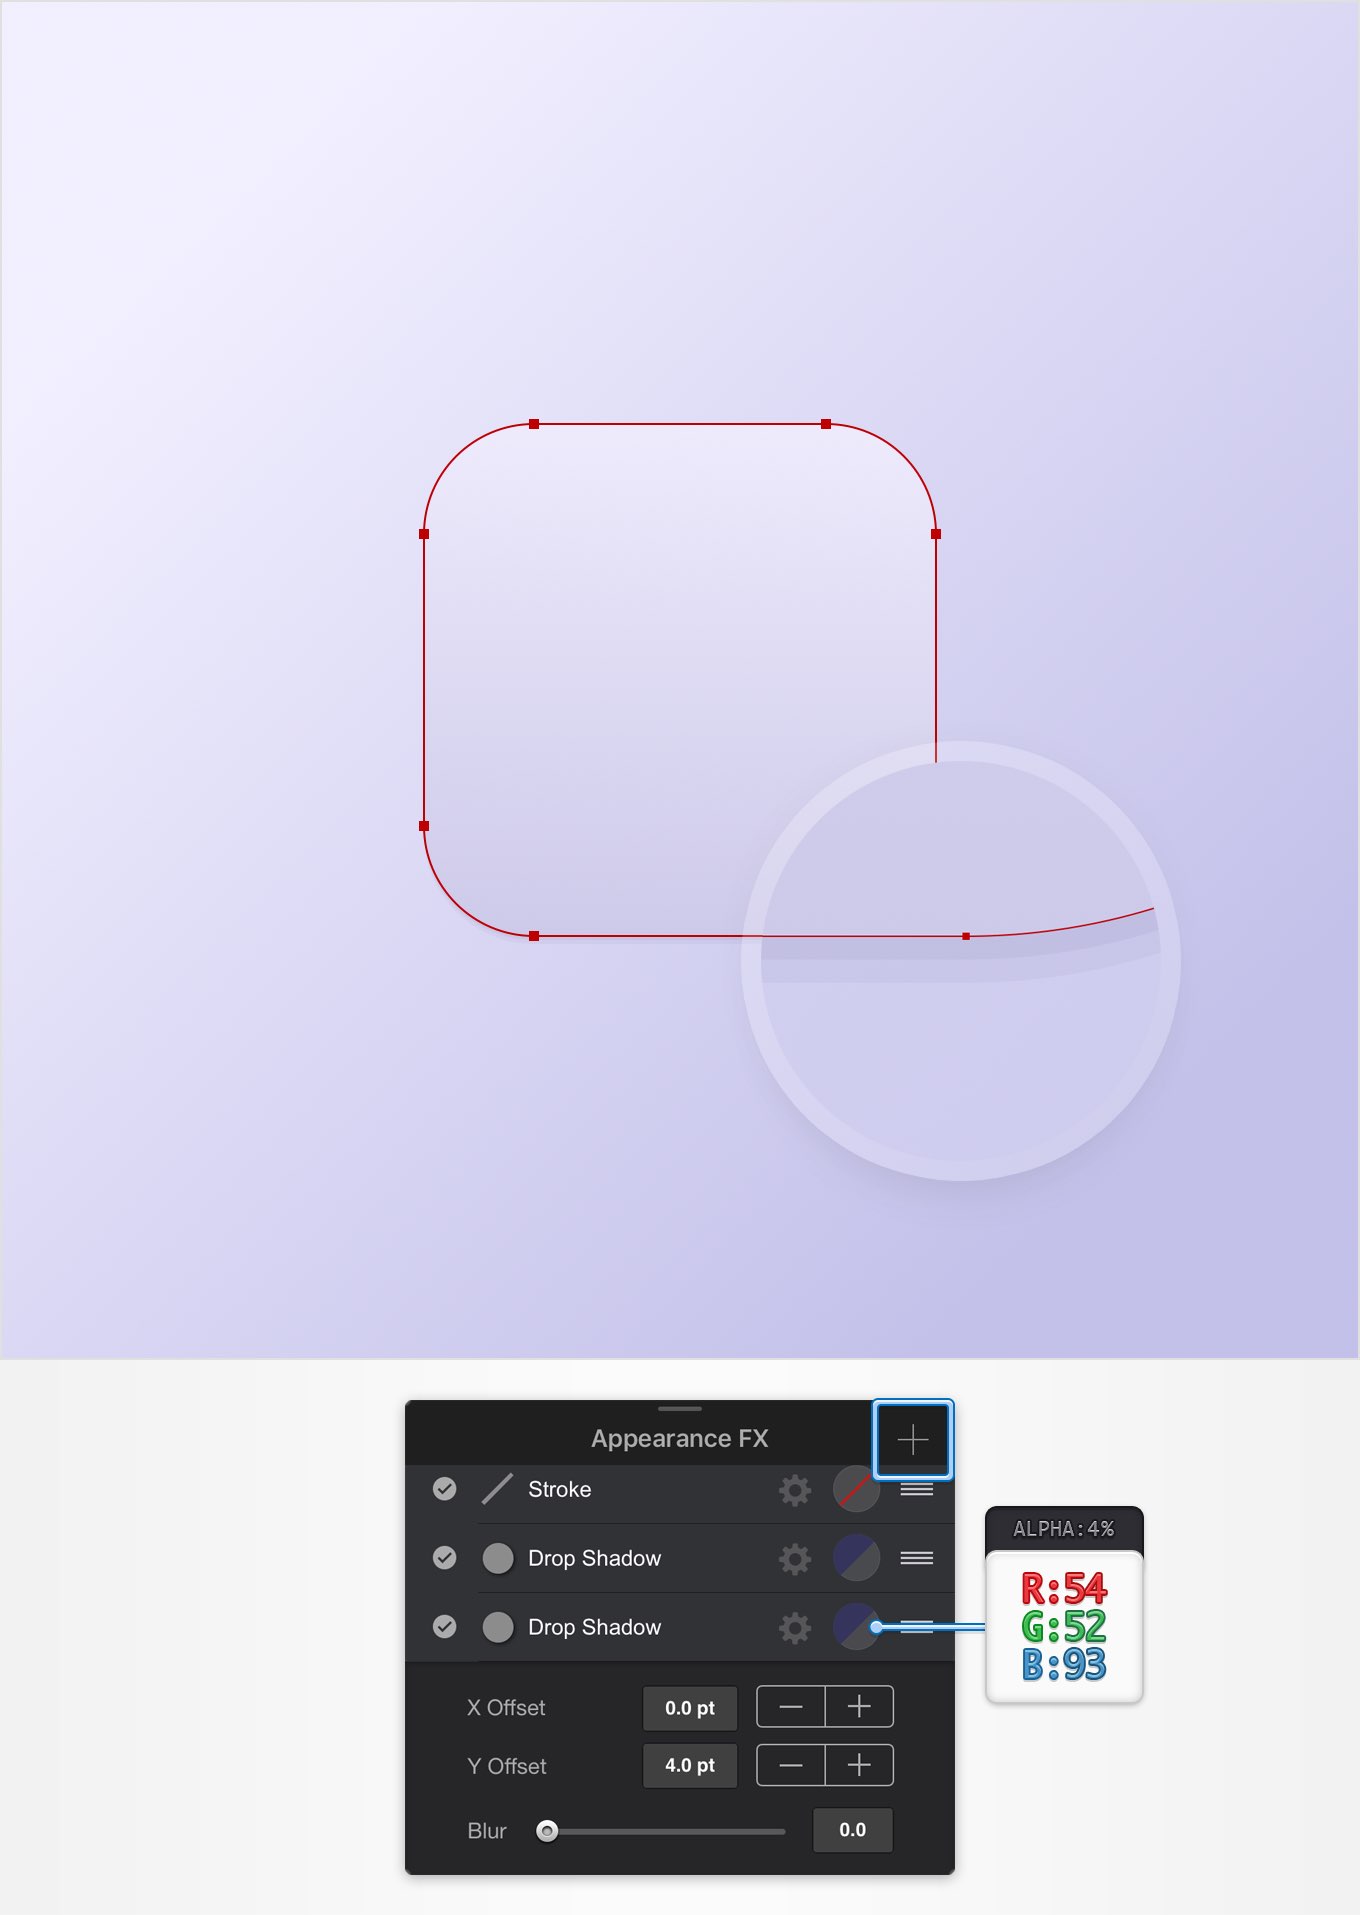 Appearance FX
Stroke
Drop Shadow
Drop Shadow
ALPHA:4%
R:54
G:52
B:93
X Offset 0.0 pt
Y Offset 4.0 pt
Blur 0.0